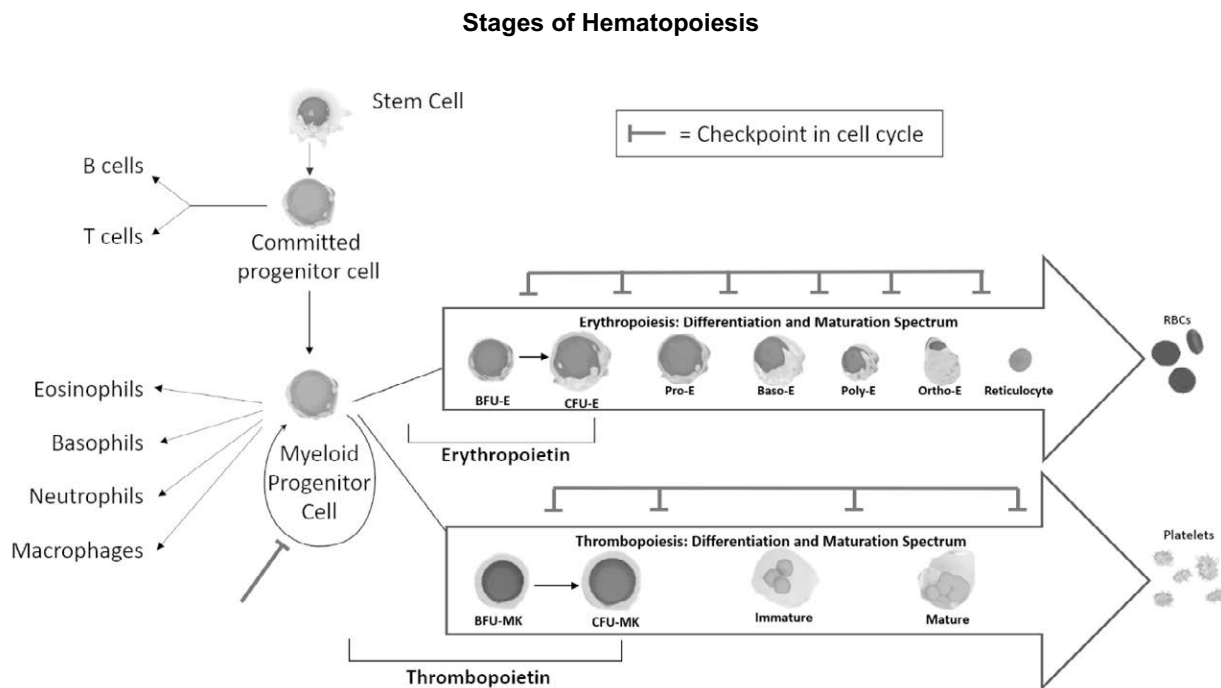 Stages of Hematopoiesis
Stem Cell
= Checkpoint in cell cycle
B cells
T cells
Committed
progenitor cell
Erythropoiesis: Differentiation and Maturation Spectrum
BFU-E
CFU-E
Pro-E
Baso-E
Poly-E
Ortho-E
Reticulocyte
RBCs
Erythropoietin
Eosinophils
Basophils
Neutrophils
Macrophages
Myeloid
Progenitor
Cell
Thrombopoiesis: Differentiation and Maturation Spectrum
BFU-MK
CFU-MK
Immature
Mature
Platelets
Thrombopoietin